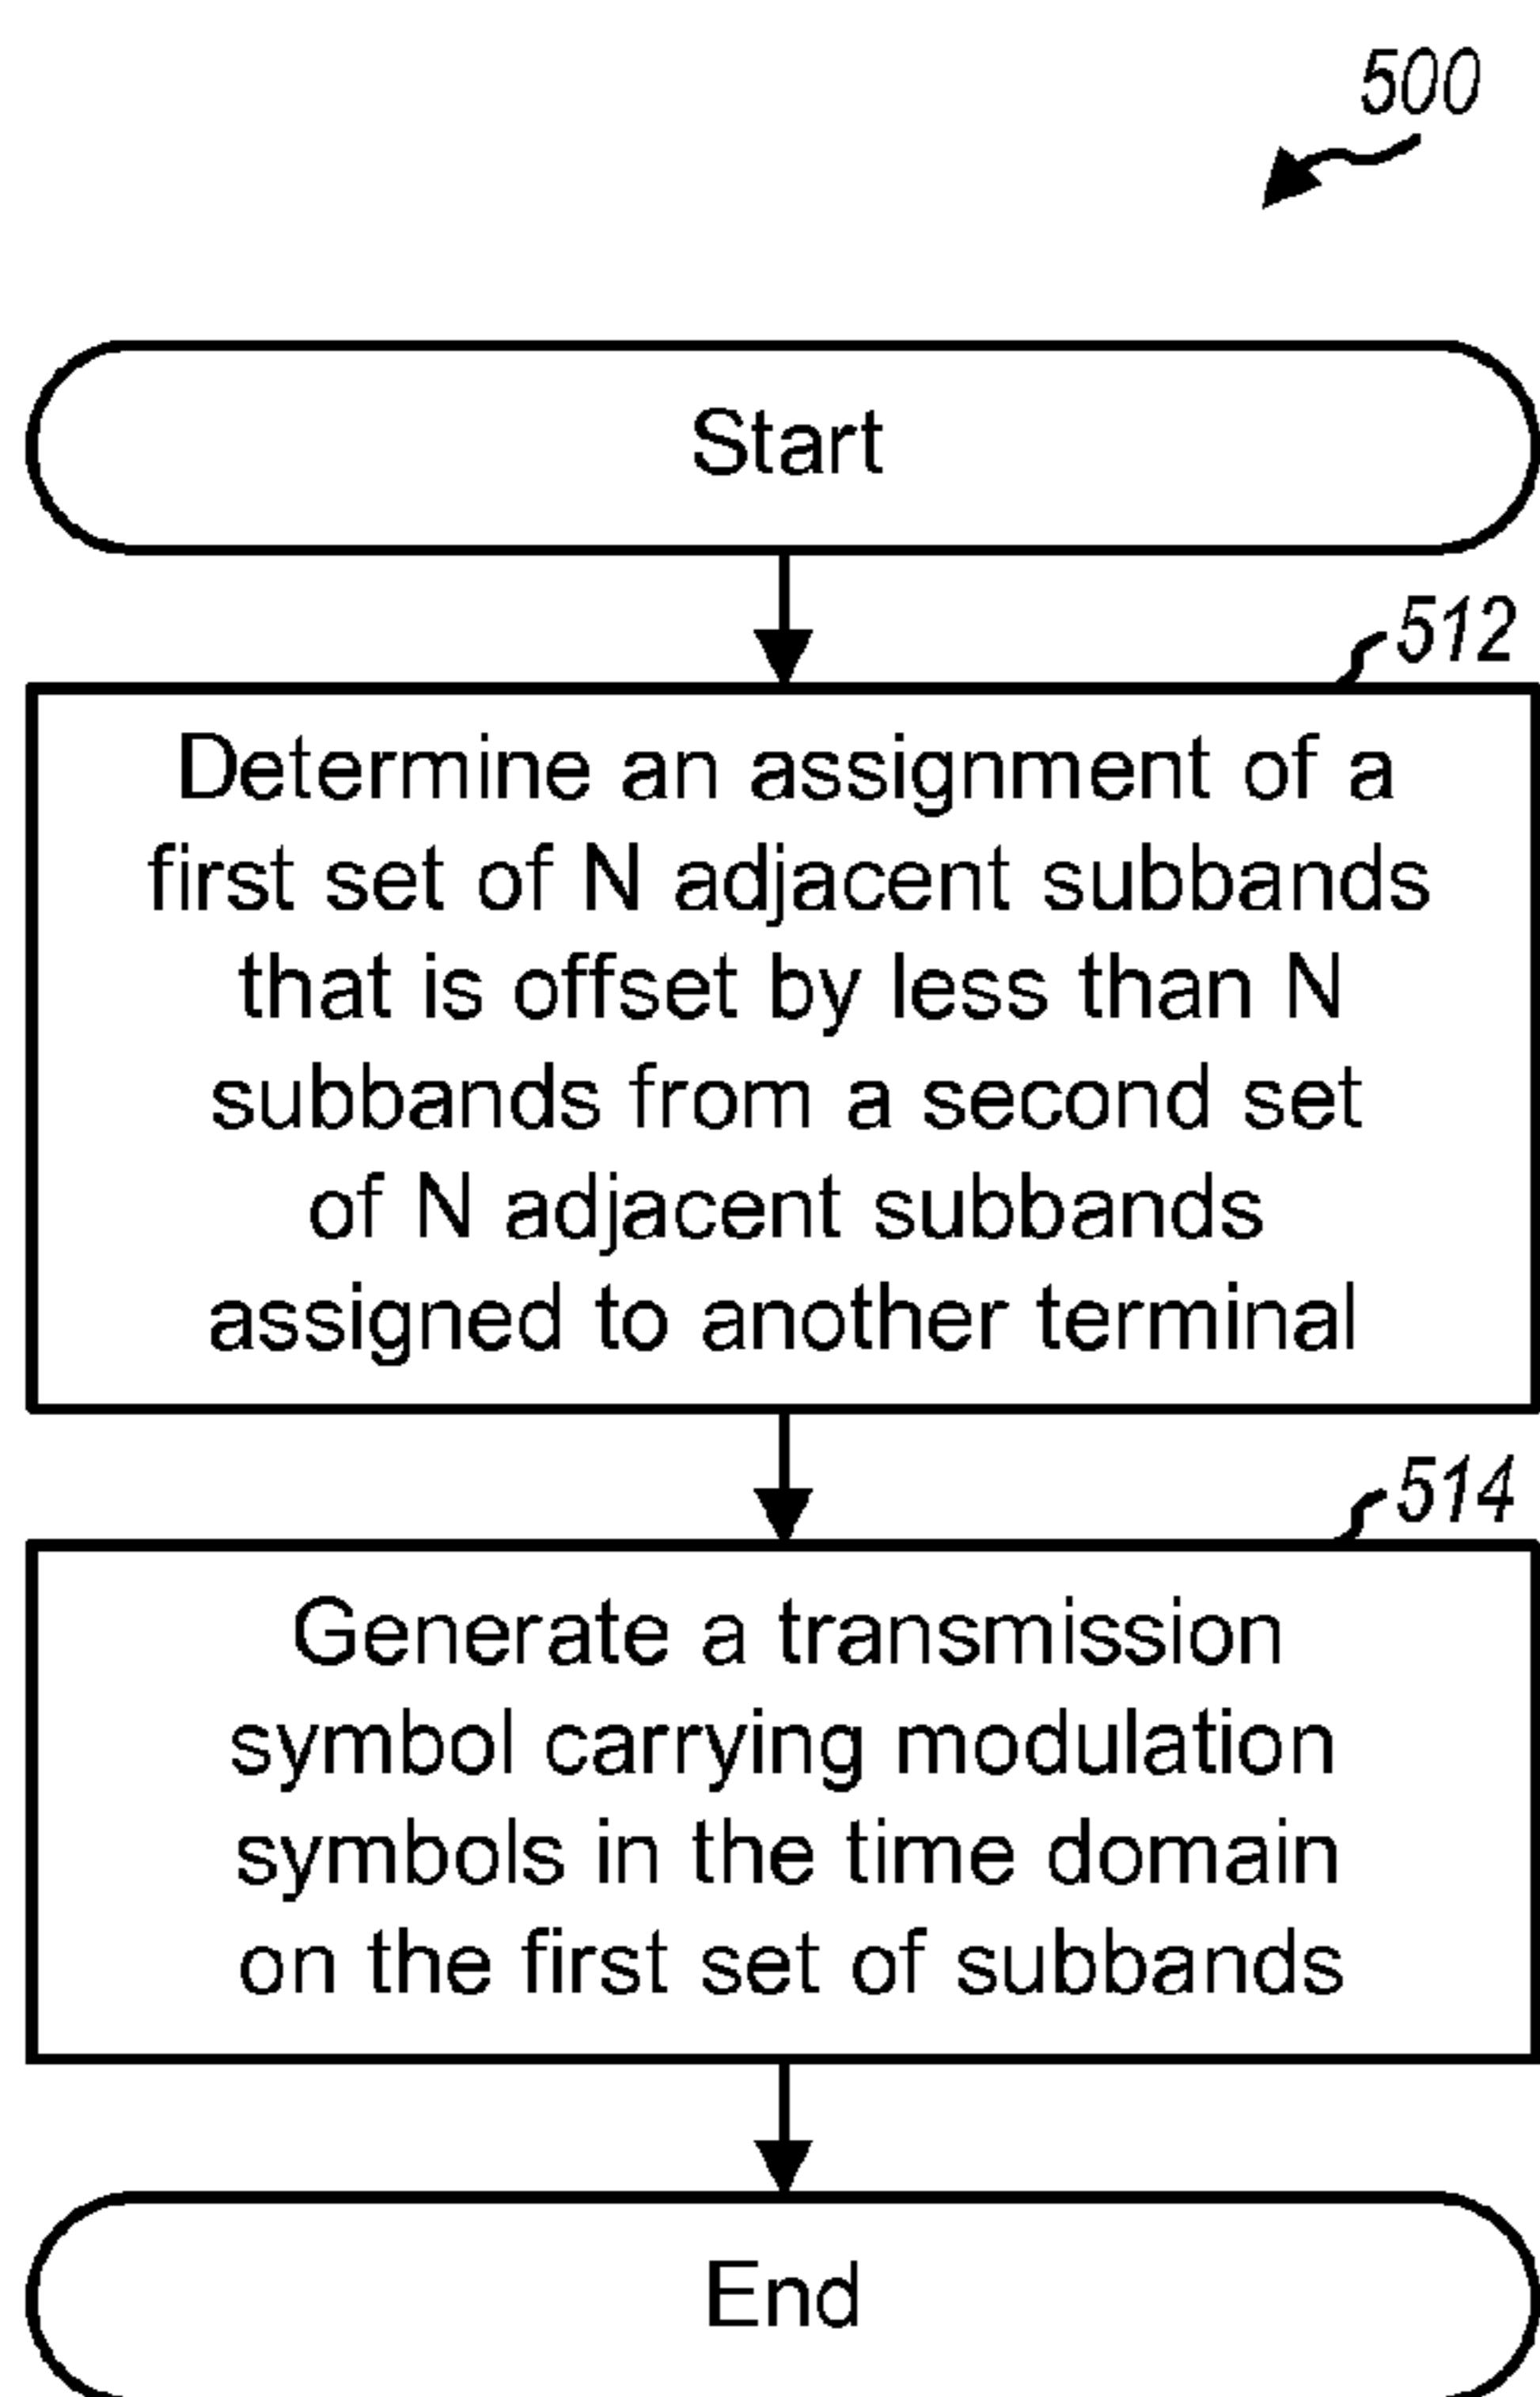 500
Start
512
Determine an assignment of a
first set of N adjacent subbands
that is offset by less than N
subbands from a second set
of N adjacent subbands
assigned to another terminal
514
Generate a transmission
symbol carrying modulation
symbols in the time domain
on the first set of subbands
End